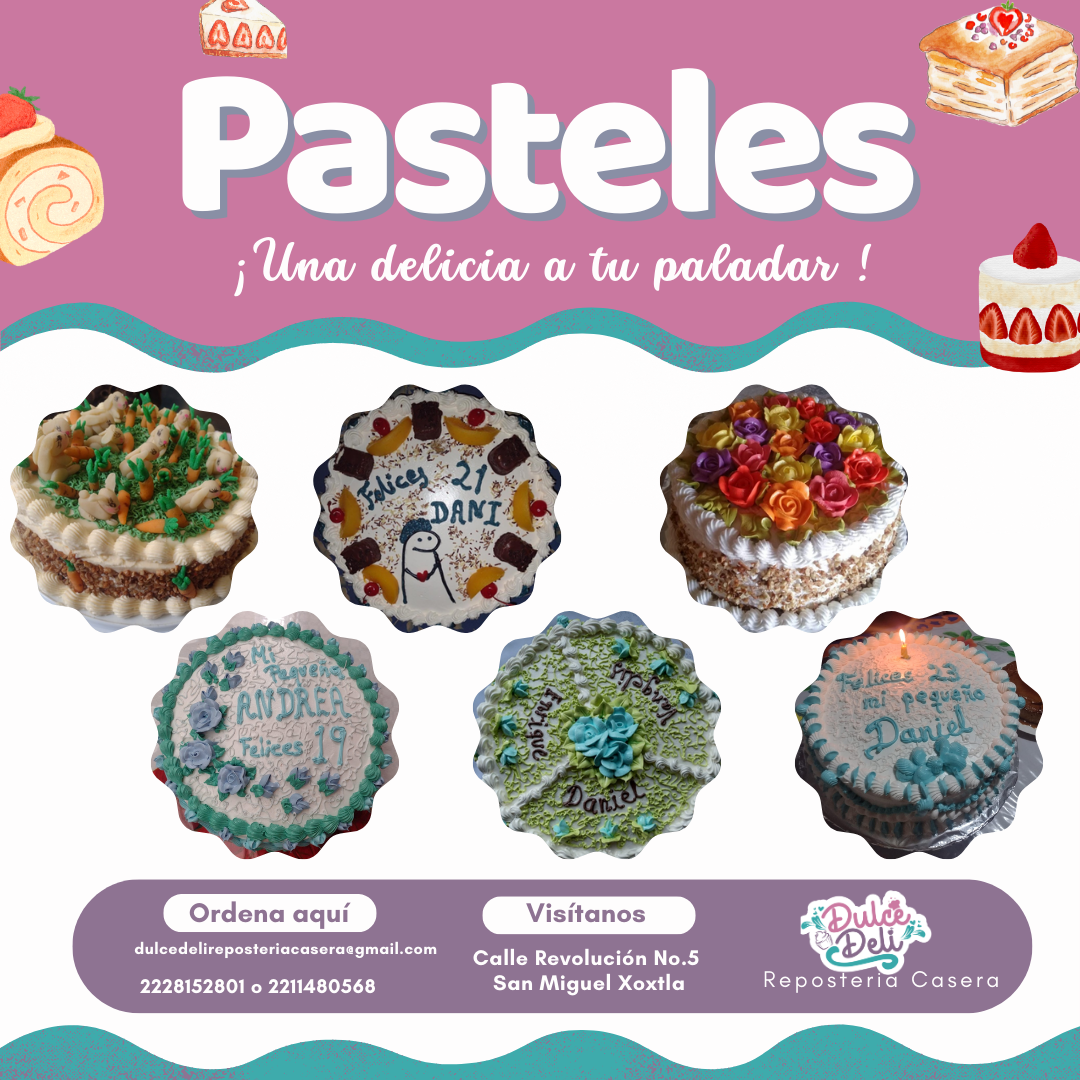 Pasteles
¡Una delicia a tu paladar !
Felices 21
DANI
Mi
Pequeña
ANDREA
Felices 19
Vangelis
Enrique
Daniel
Felices 23
mi pequeño
Daniel
Ordena aquí
dulcedelireposteriacasera@gmail.com
2228152801 o 2211480568
Visítanos
Calle Revolución No.5
San Miguel Xoxtla
Dulce
Deli
Reposteria Casera